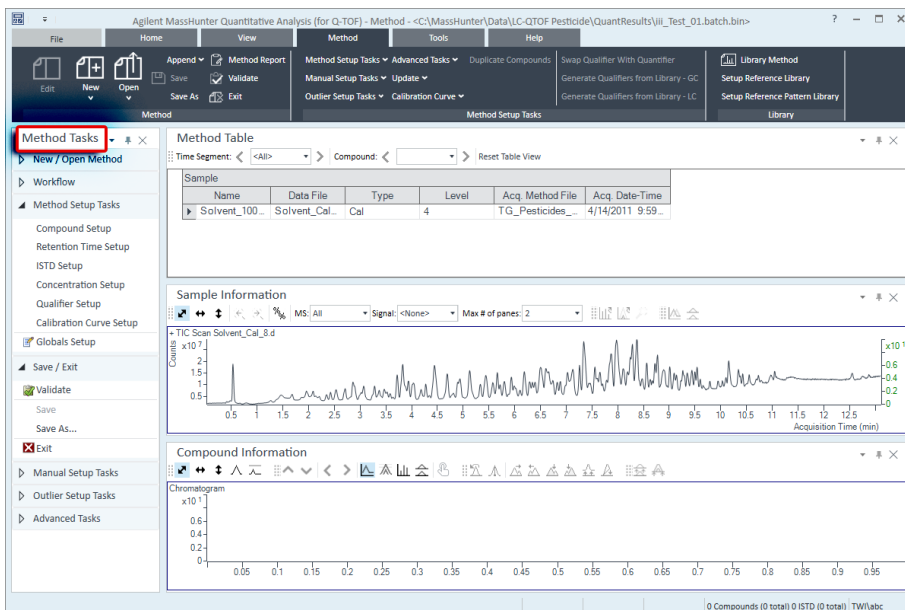 Agilent MassHunter Quantitative Analysis (for Q-TOF) - Method - <C:\MassHunter\Data\LC-QTOF Pesticide\QuantResults\iii_Test_01.batch.bin>
File Home View Method Tools Help
Edit New Open Append Method Report Save Validate Save As Exit
Method Setup Tasks Advanced Tasks Duplicate Compounds Swap Qualifier With Quantifier Library Method
Manual Setup Tasks Update Generate Qualifiers from Library - GC Setup Reference Library
Outlier Setup Tasks Calibration Curve Generate Qualifiers from Library - LC Setup Reference Pattern Library
Method Method Setup Tasks Library
Method Tasks
New / Open Method
Workflow
Method Setup Tasks
Compound Setup
Retention Time Setup
ISTD Setup
Concentration Setup
Qualifier Setup
Calibration Curve Setup
Globals Setup
Save / Exit
Validate
Save
Save As...
Exit
Manual Setup Tasks
Outlier Setup Tasks
Advanced Tasks
Method Table
Time Segment: <All> Compound: Reset Table View
Sample
Name Data File Type Level Acq. Method File Acq. Date-Time
Solvent_100... Solvent_Cal... Cal 4 TG_Pesticides_... 4/14/2011 9:59...
Sample Information
MS: All Signal: <None> Max # of panes: 2
+ TIC Scan Solvent_Cal_8.d
Counts
x10 7
2
1.5
1
0.5
x10 1
0.6
0.4
0.2
0
0.5 1 1.5 2 2.5 3 3.5 4 4.5 5 5.5 6 6.5 7 7.5 8 8.5 9 9.5 10 10.5 11 11.5 12 12.5
Acquisition Time (min)
Compound Information
Chromatogram
x10 1
0.6
0.4
0.2
0
0.05 0.1 0.15 0.2 0.25 0.3 0.35 0.4 0.45 0.5 0.55 0.6 0.65 0.7 0.75 0.8 0.85 0.9 0.95
0 Compounds (0 total) 0 ISTD (0 total) TWI\abc